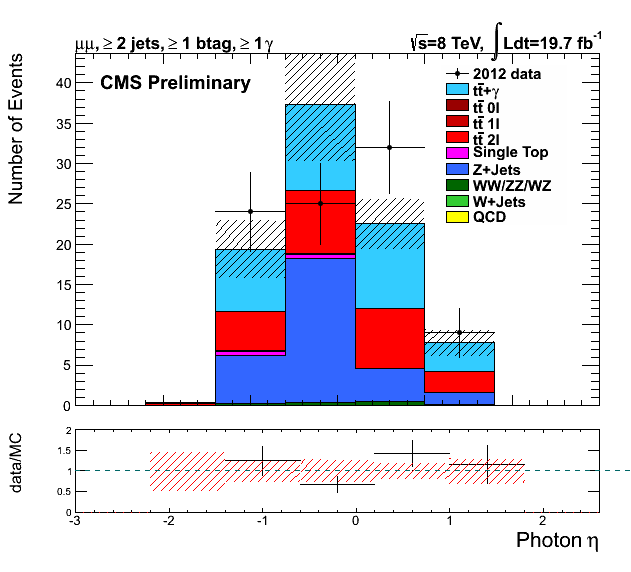 μμ, ≥ 2 jets, ≥ 1 btag, ≥ 1 γ
√s=8 TeV, ∫Ldt=19.7 fb⁻¹
CMS Preliminary
2012 data
tt̄+γ
tt̄ 0l
tt̄ 1l
tt̄ 2l
Single Top
Z+Jets
WW/ZZ/WZ
W+Jets
QCD
Number of Events
40
35
30
25
20
15
10
5
0
data/MC
2
1.5
1
0.5
0
-3 -2 -1 0 1 2
Photon η